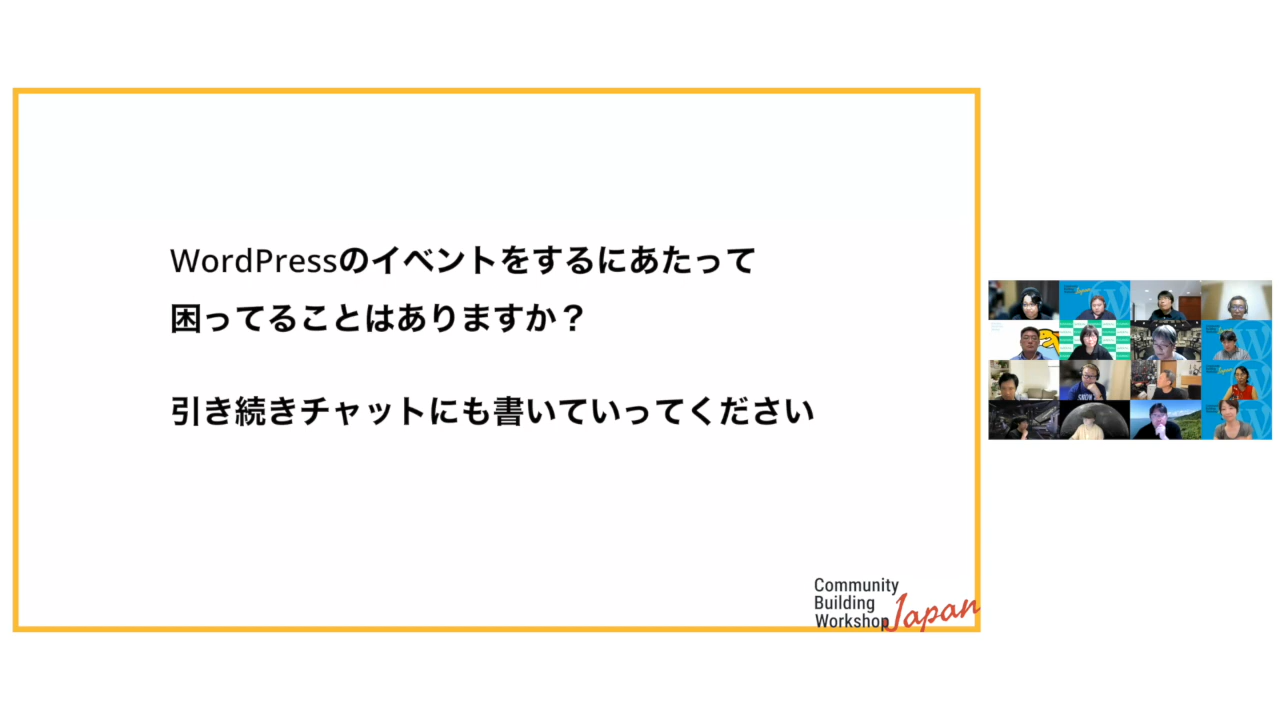 WordPressのイベントをするにあたって
困ってることはありますか？
引き続きチャットにも書いていってください
Community
Building
Workshop
Japan